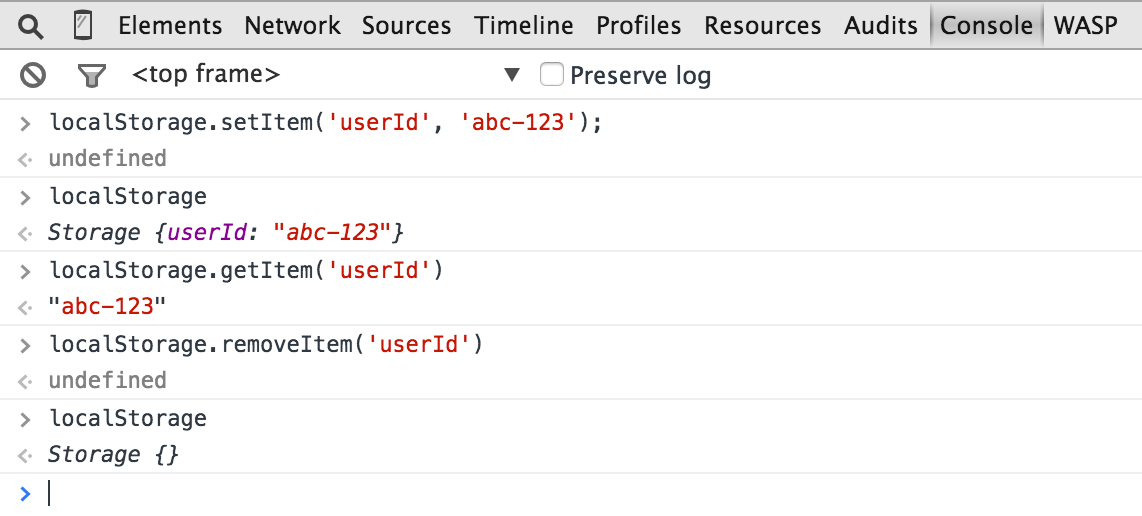 Elements Network Sources Timeline Profiles Resources Audits Console WASP
<top frame> ▼ Preserve log
> localStorage.setItem('userId', 'abc-123');
<· undefined
> localStorage
<· Storage {userId: "abc-123"}
> localStorage.getItem('userId')
<· "abc-123"
> localStorage.removeItem('userId')
<· undefined
> localStorage
<· Storage {}
>